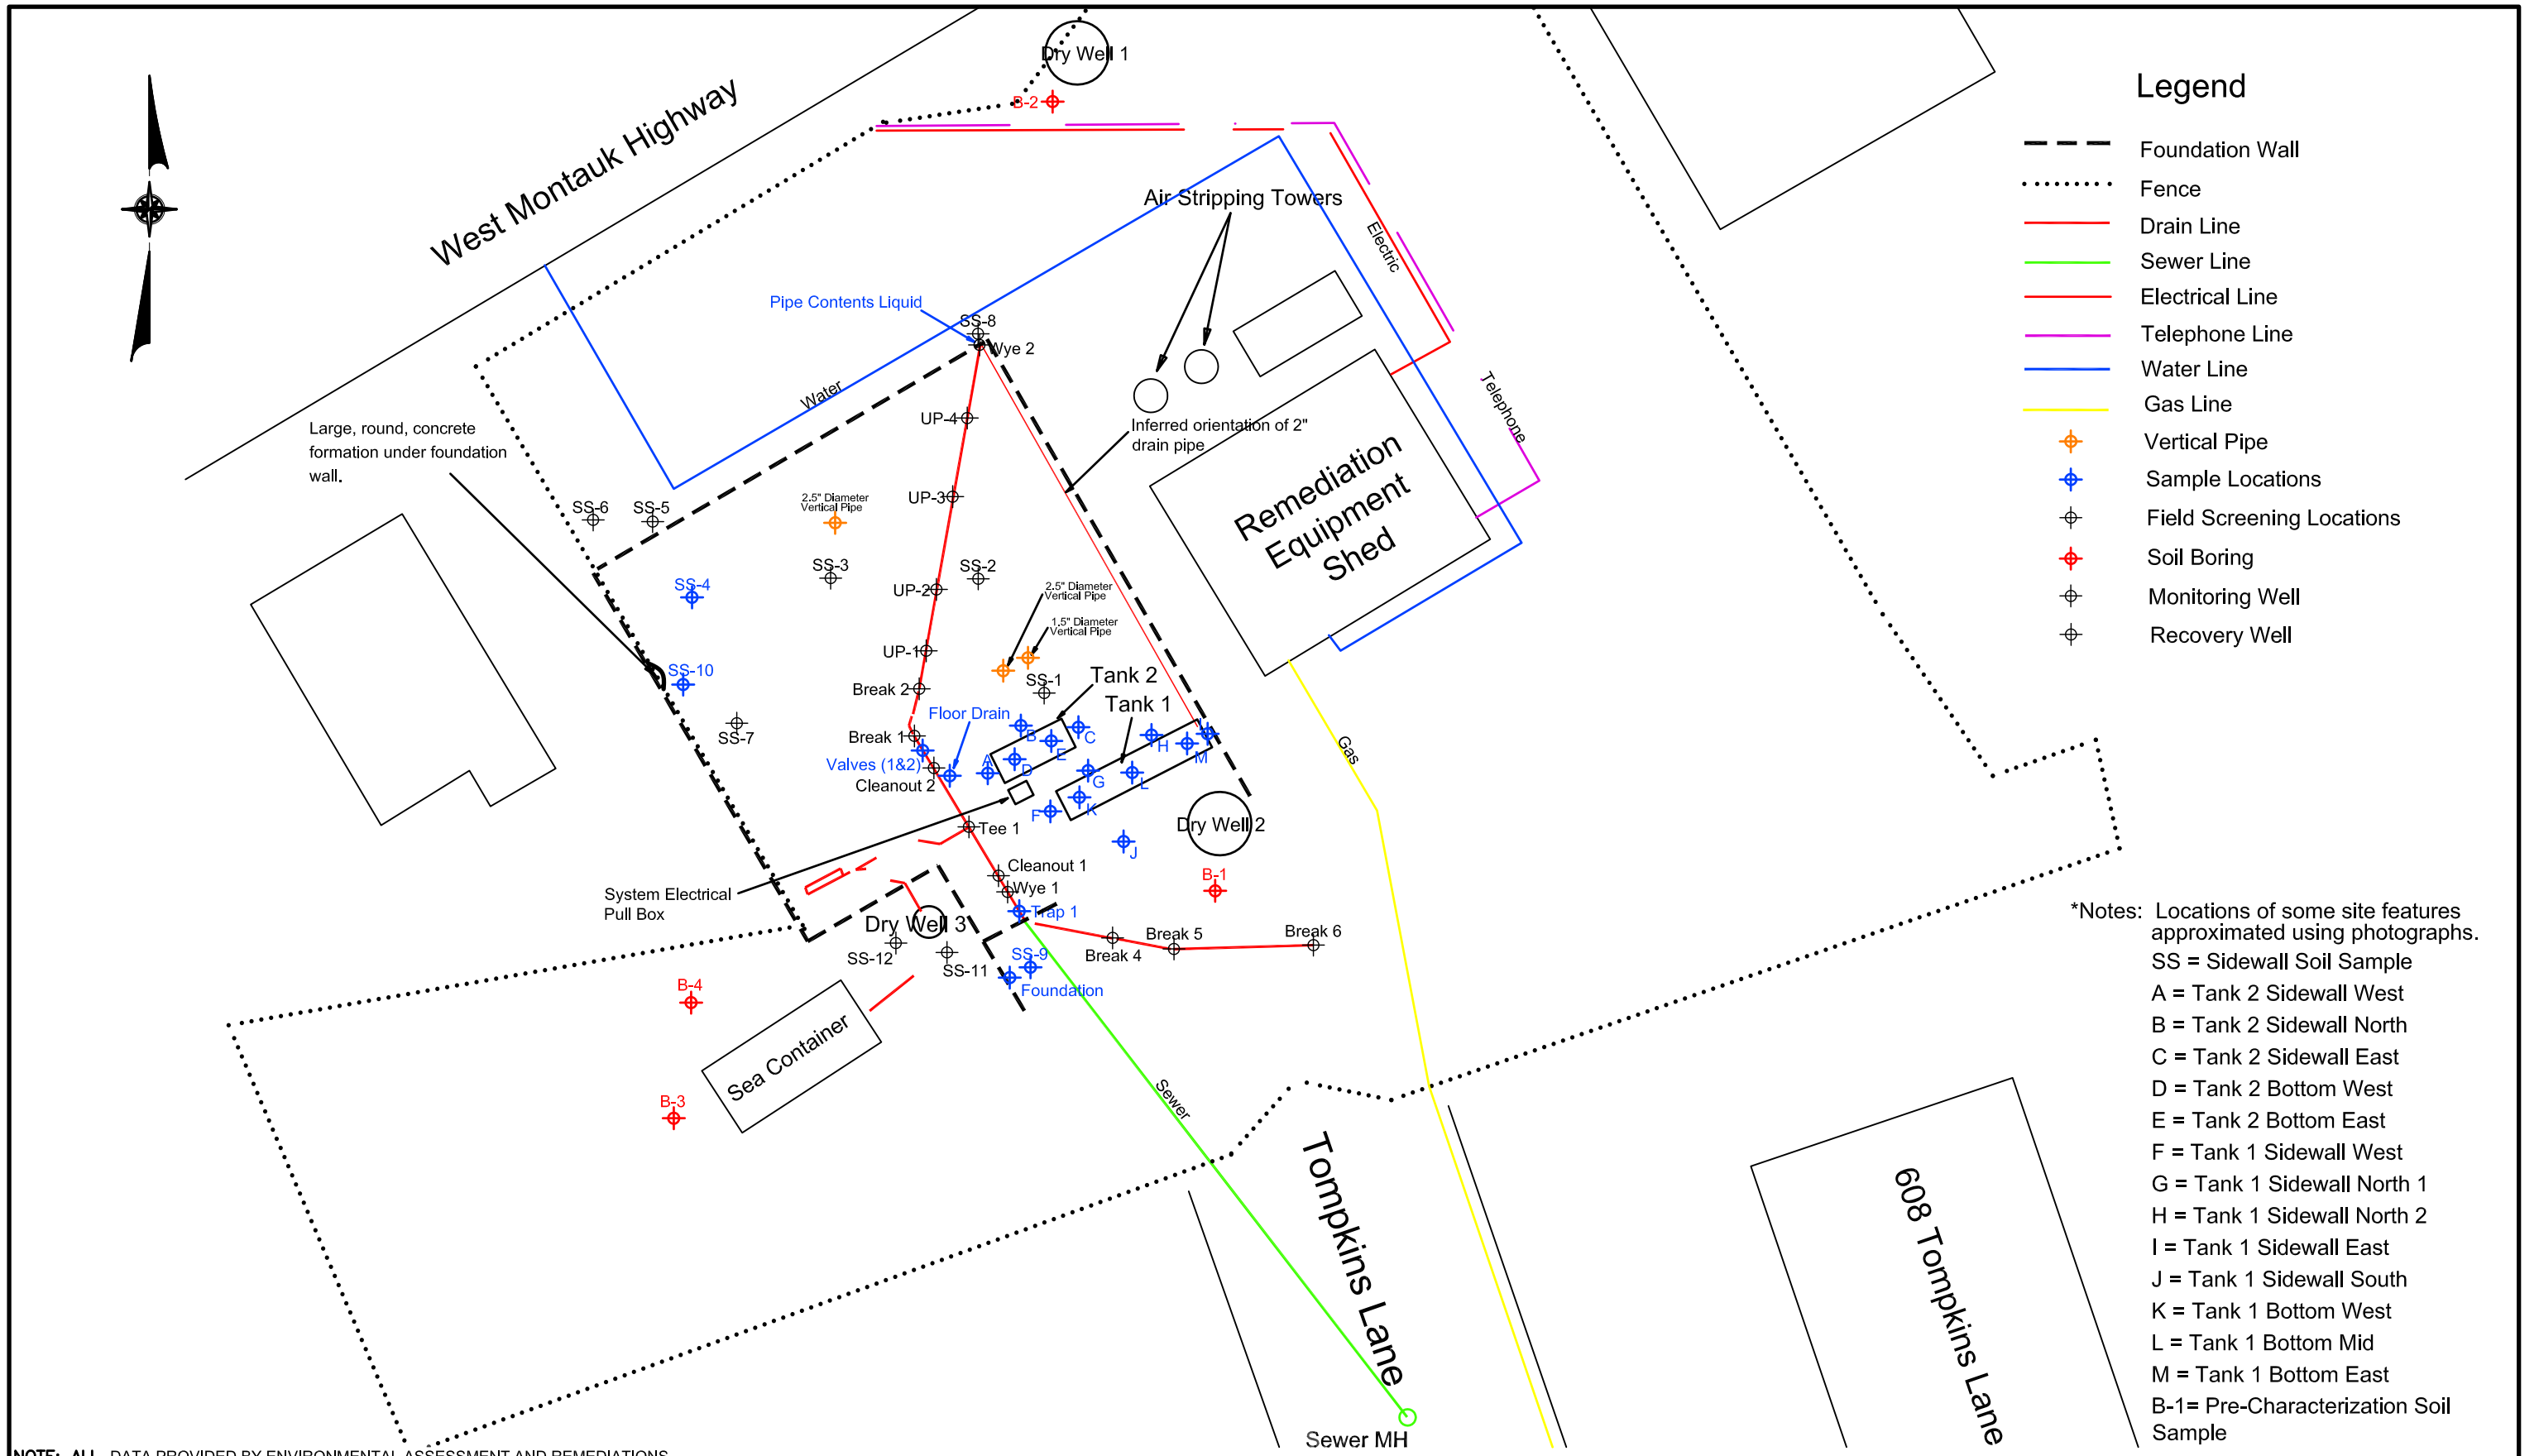 Dry Well 1
B-2
West Montauk Highway
Air Stripping Towers
Electric
Pipe Contents Liquid
SS-8
Wye 2
Water
UP-4
Inferred orientation of 2"
drain pipe
Telephone
Large, round, concrete
formation under foundation
wall.
Remediation
Equipment
Shed
UP-3
2.5" Diameter
Vertical Pipe
SS-6
SS-5
SS-3
SS-2
SS-4
UP-2
2.5" Diameter
Vertical Pipe
1.5" Diameter
Vertical Pipe
UP-1
SS-10
Break 2
SS-1
Tank 2
Tank 1
Floor Drain
SS-7
Break 1
Valves (1&2)
Cleanout 2
A
B
C
D
E
F
G
H
I
J
K
L
M
Gas
Dry Well 2
Tee 1
Cleanout 1
Wye 1
Trap 1
B-1
System Electrical
Pull Box
Dry Well 3
SS-12
SS-11
SS-9
Foundation
Break 4
Break 5
Break 6
B-4
B-3
Sea Container
Sewer
Tompkins Lane
608 Tompkins Lane
Sewer MH
Legend
Foundation Wall
Fence
Drain Line
Sewer Line
Electrical Line
Telephone Line
Water Line
Gas Line
Vertical Pipe
Sample Locations
Field Screening Locations
Soil Boring
Monitoring Well
Recovery Well
*Notes: Locations of some site features
approximated using photographs.
SS = Sidewall Soil Sample
A = Tank 2 Sidewall West
B = Tank 2 Sidewall North
C = Tank 2 Sidewall East
D = Tank 2 Bottom West
E = Tank 2 Bottom East
F = Tank 1 Sidewall West
G = Tank 1 Sidewall North 1
H = Tank 1 Sidewall North 2
I = Tank 1 Sidewall East
J = Tank 1 Sidewall South
K = Tank 1 Bottom West
L = Tank 1 Bottom Mid
M = Tank 1 Bottom East
B-1= Pre-Characterization Soil
Sample
NOTE: ALL DATA PROVIDED BY ENVIRONMENTAL ASSESSMENT AND REMEDIATIONS